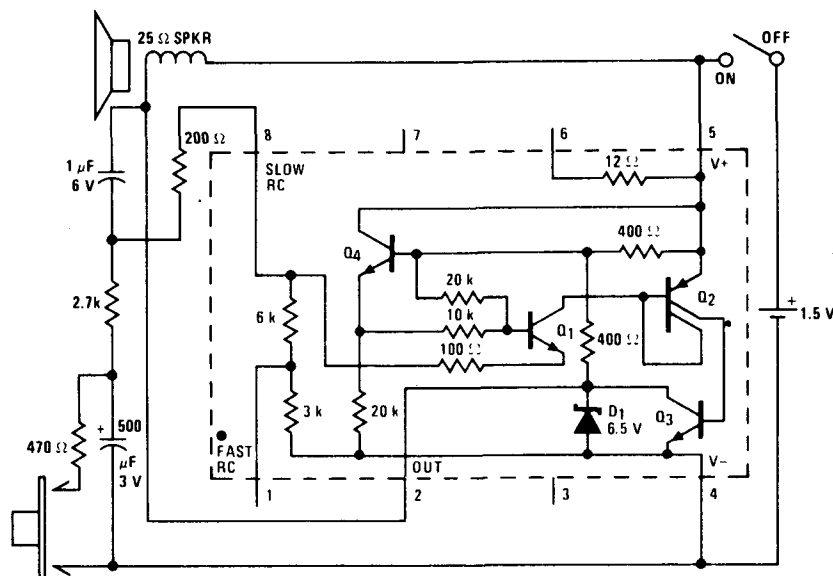 25 Ω SPKR
OFF
ON
200 Ω
8
7
6
5
SLOW
RC
12 Ω
V+
1 µF
6 V
Q4
400 Ω
Q2
20 k
2.7k
6 k
10 k
Q1
400 Ω
+
1.5 V
100 Ω
3 k
20 k
D1
6.5 V
Q3
470 Ω
+
500
µF
3 V
FAST
RC
OUT
V−
1
2
3
4